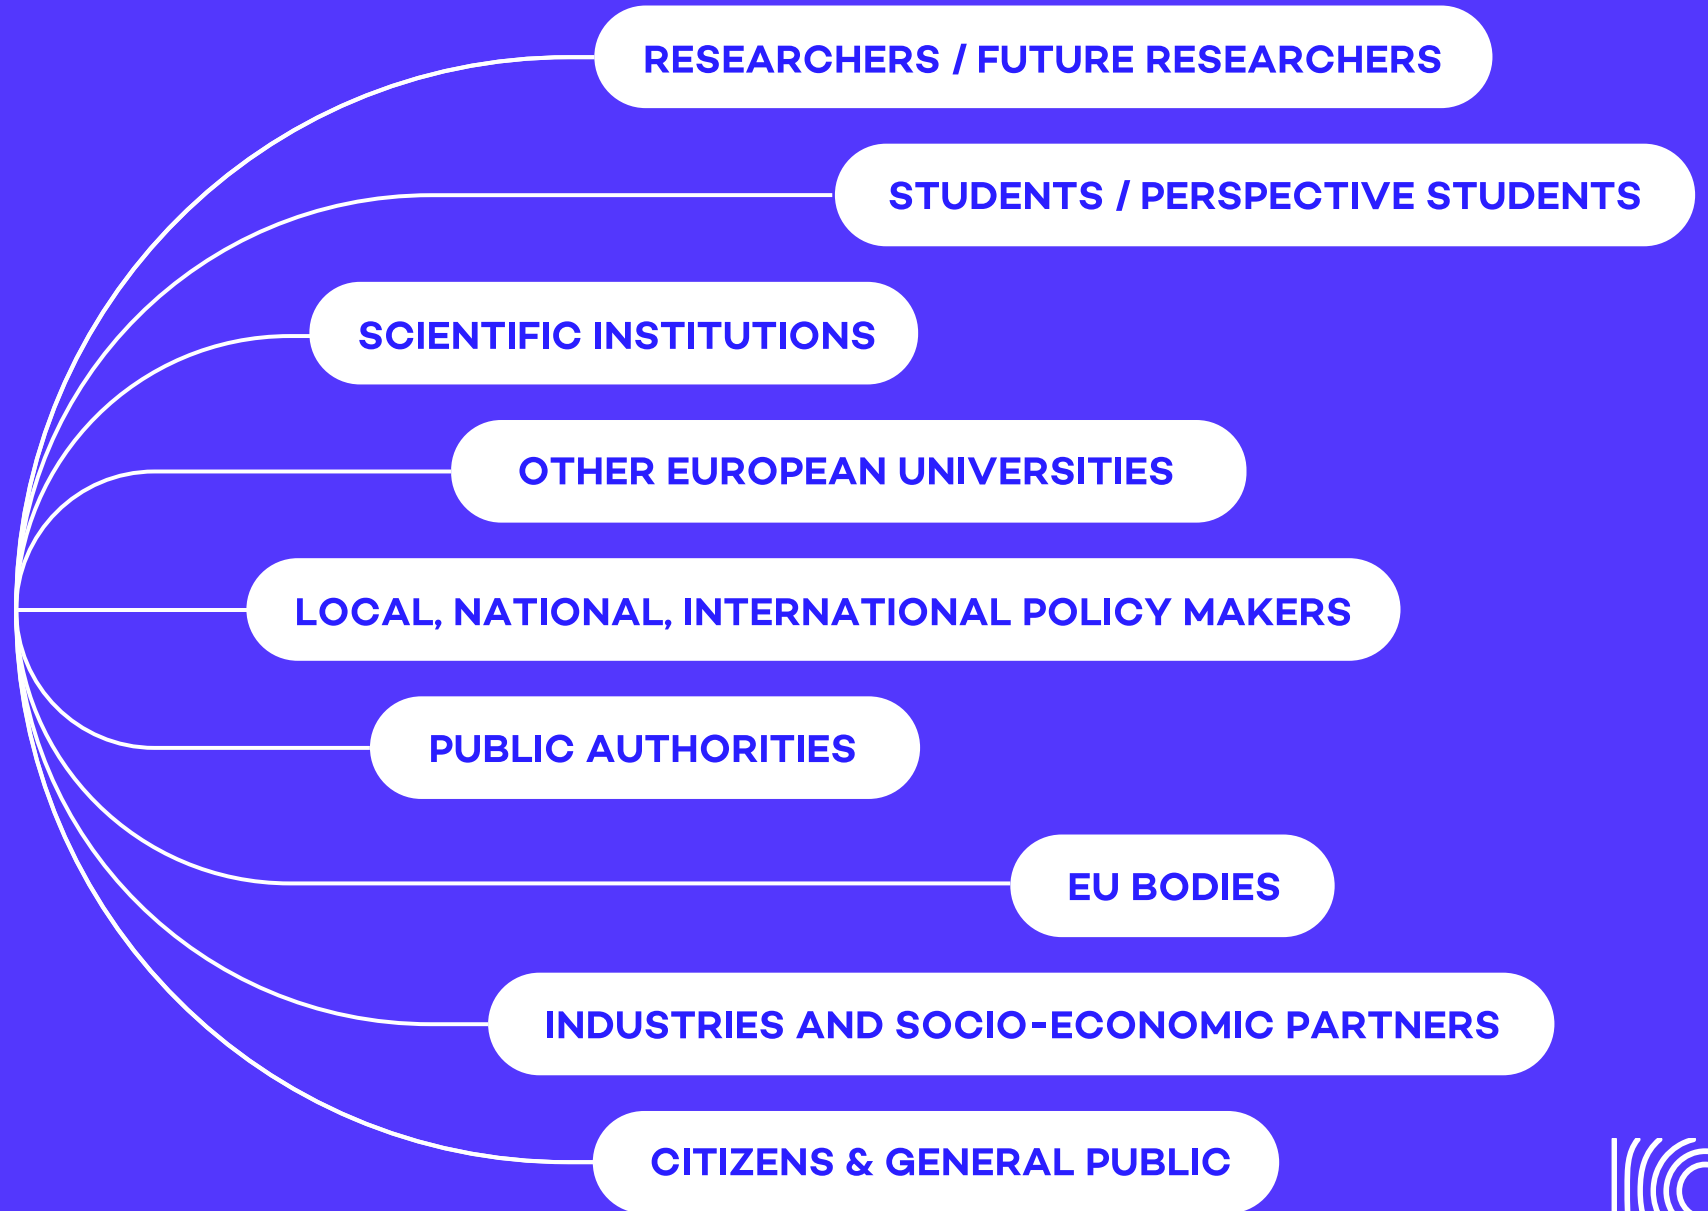 RESEARCHERS / FUTURE RESEARCHERS
STUDENTS / PERSPECTIVE STUDENTS
SCIENTIFIC INSTITUTIONS
OTHER EUROPEAN UNIVERSITIES
LOCAL, NATIONAL, INTERNATIONAL POLICY MAKERS
PUBLIC AUTHORITIES
EU BODIES
INDUSTRIES AND SOCIO-ECONOMIC PARTNERS
CITIZENS & GENERAL PUBLIC